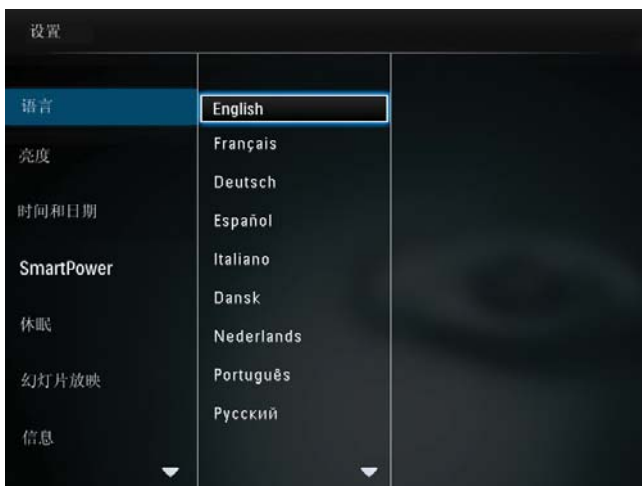 设置
语言
亮度
时间和日期
SmartPower
休眠
幻灯片放映
信息
English
Français
Deutsch
Español
Italiano
Dansk
Nederlands
Português
Русский